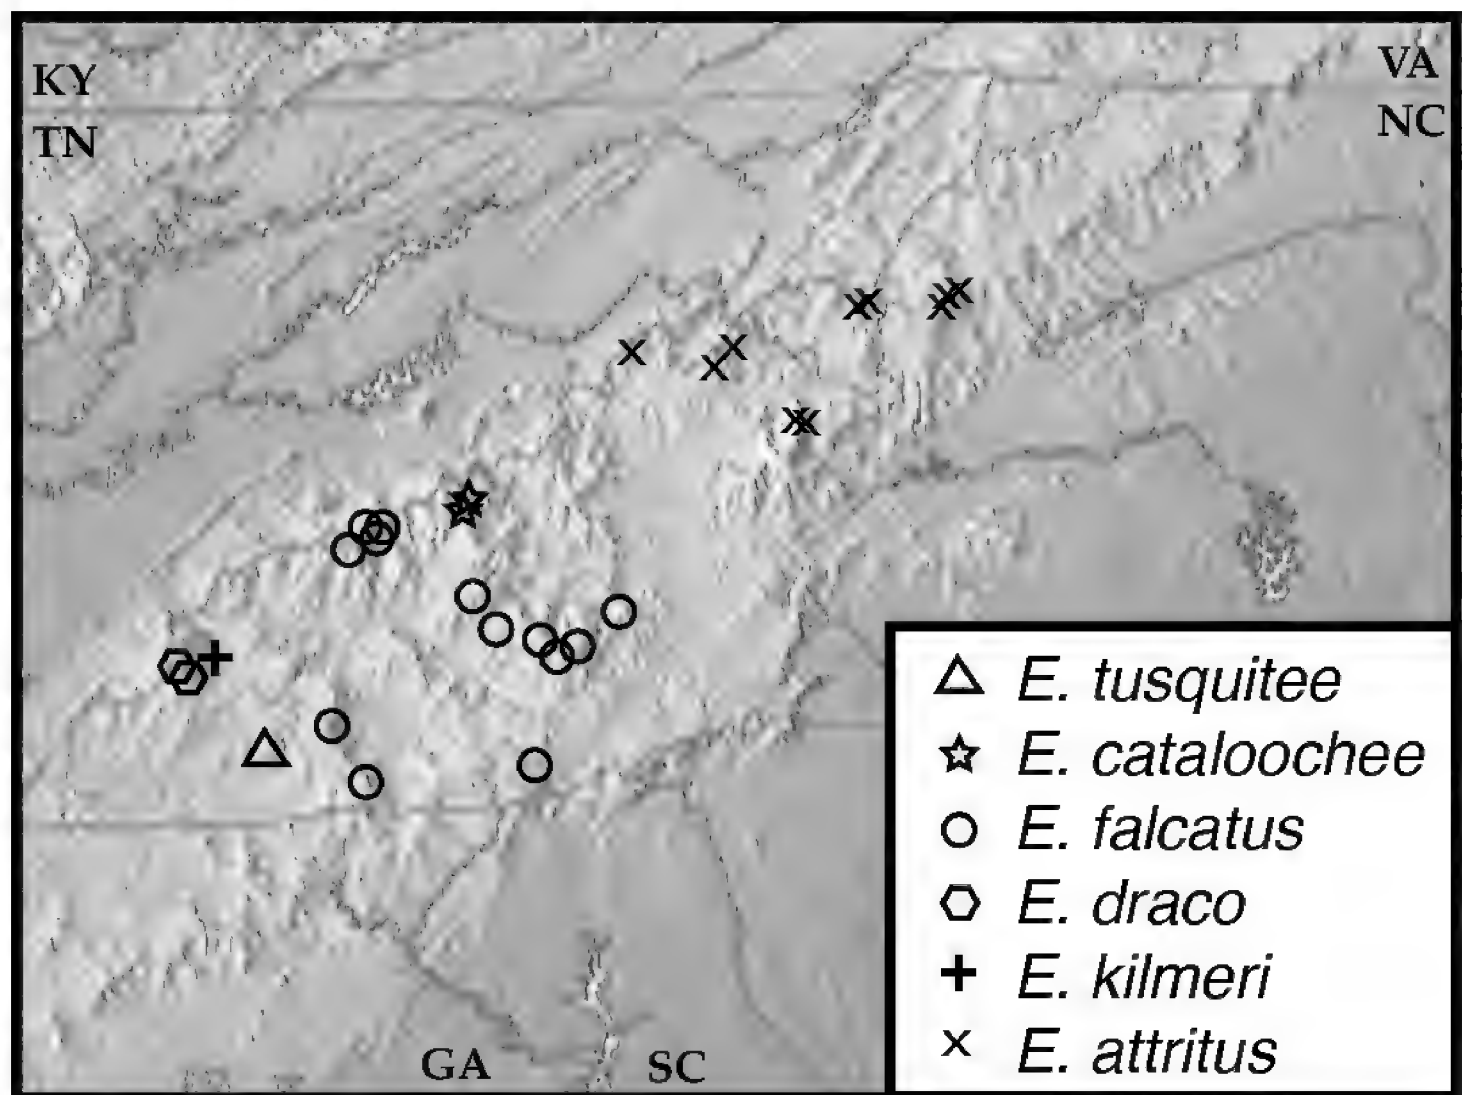 KY
TN
VA
NC
E. tusquitee
E. cataloochee
E. falcatus
E. draco
E. kilmeri
E. attritus
GA
SC